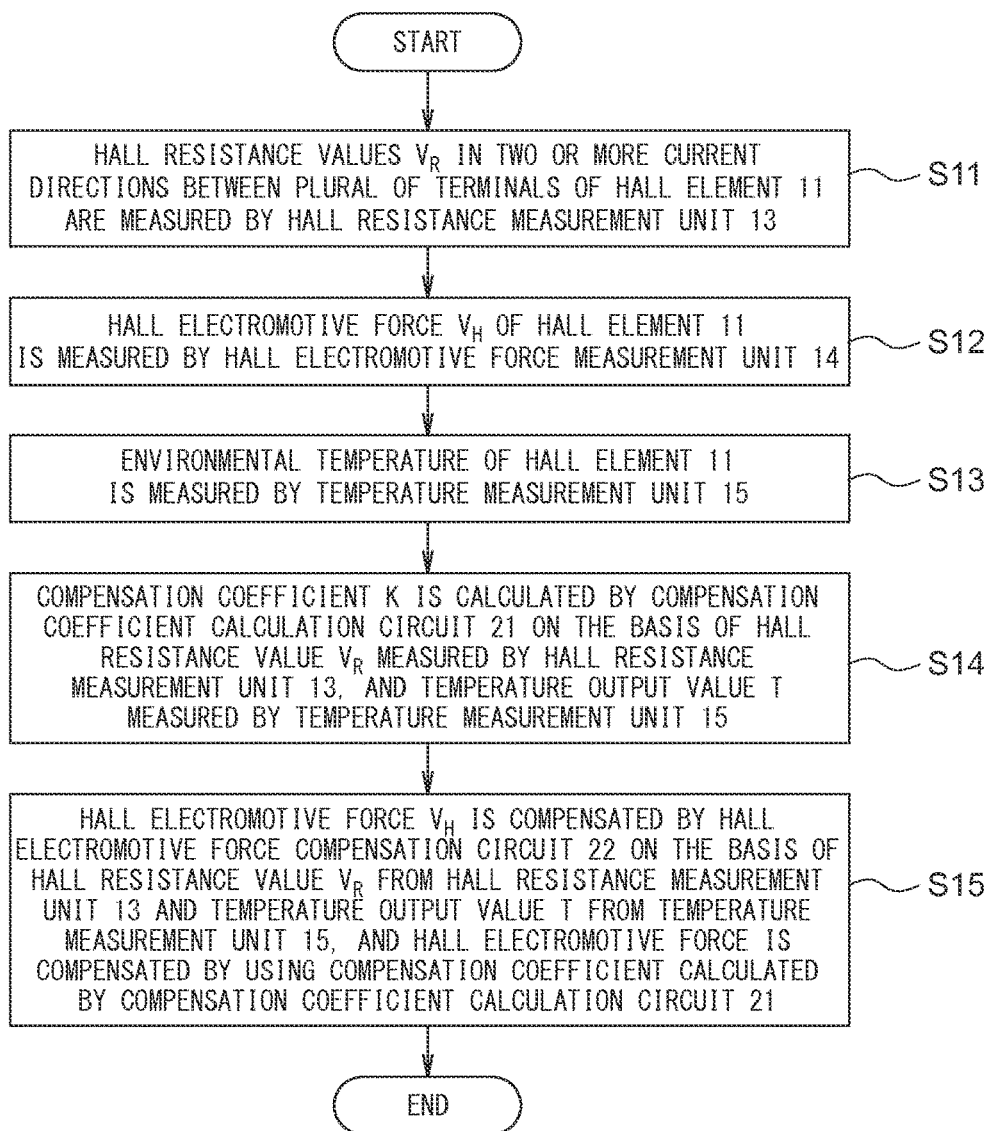 START
HALL RESISTANCE VALUES VR IN TWO OR MORE CURRENT
DIRECTIONS BETWEEN PLURAL OF TERMINALS OF HALL ELEMENT 11
ARE MEASURED BY HALL RESISTANCE MEASUREMENT UNIT 13
S11
HALL ELECTROMOTIVE FORCE VH OF HALL ELEMENT 11
IS MEASURED BY HALL ELECTROMOTIVE FORCE MEASUREMENT UNIT 14
S12
ENVIRONMENTAL TEMPERATURE OF HALL ELEMENT 11
IS MEASURED BY TEMPERATURE MEASUREMENT UNIT 15
S13
COMPENSATION COEFFICIENT K IS CALCULATED BY COMPENSATION
COEFFICIENT CALCULATION CIRCUIT 21 ON THE BASIS OF HALL
RESISTANCE VALUE VR MEASURED BY HALL RESISTANCE
MEASUREMENT UNIT 13, AND TEMPERATURE OUTPUT VALUE T
MEASURED BY TEMPERATURE MEASUREMENT UNIT 15
S14
HALL ELECTROMOTIVE FORCE VH IS COMPENSATED BY HALL
ELECTROMOTIVE FORCE COMPENSATION CIRCUIT 22 ON THE BASIS OF
HALL RESISTANCE VALUE VR FROM HALL RESISTANCE MEASUREMENT
UNIT 13 AND TEMPERATURE OUTPUT VALUE T FROM TEMPERATURE
MEASUREMENT UNIT 15, AND HALL ELECTROMOTIVE FORCE IS
COMPENSATED BY USING COMPENSATION COEFFICIENT CALCULATED
BY COMPENSATION COEFFICIENT CALCULATION CIRCUIT 21
S15
END